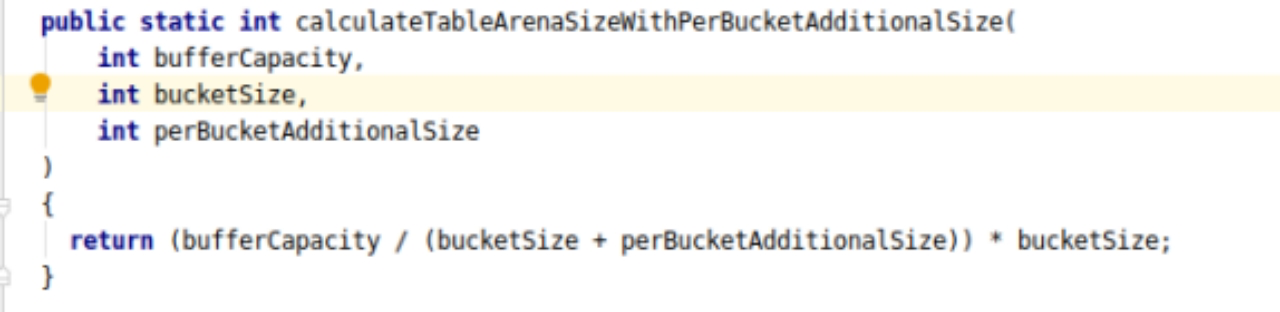 public static int calculateTableArenaSizeWithPerBucketAdditionalSize(
    int bufferCapacity,
    int bucketSize,
    int perBucketAdditionalSize
)
{
  return (bufferCapacity / (bucketSize + perBucketAdditionalSize)) * bucketSize;
}